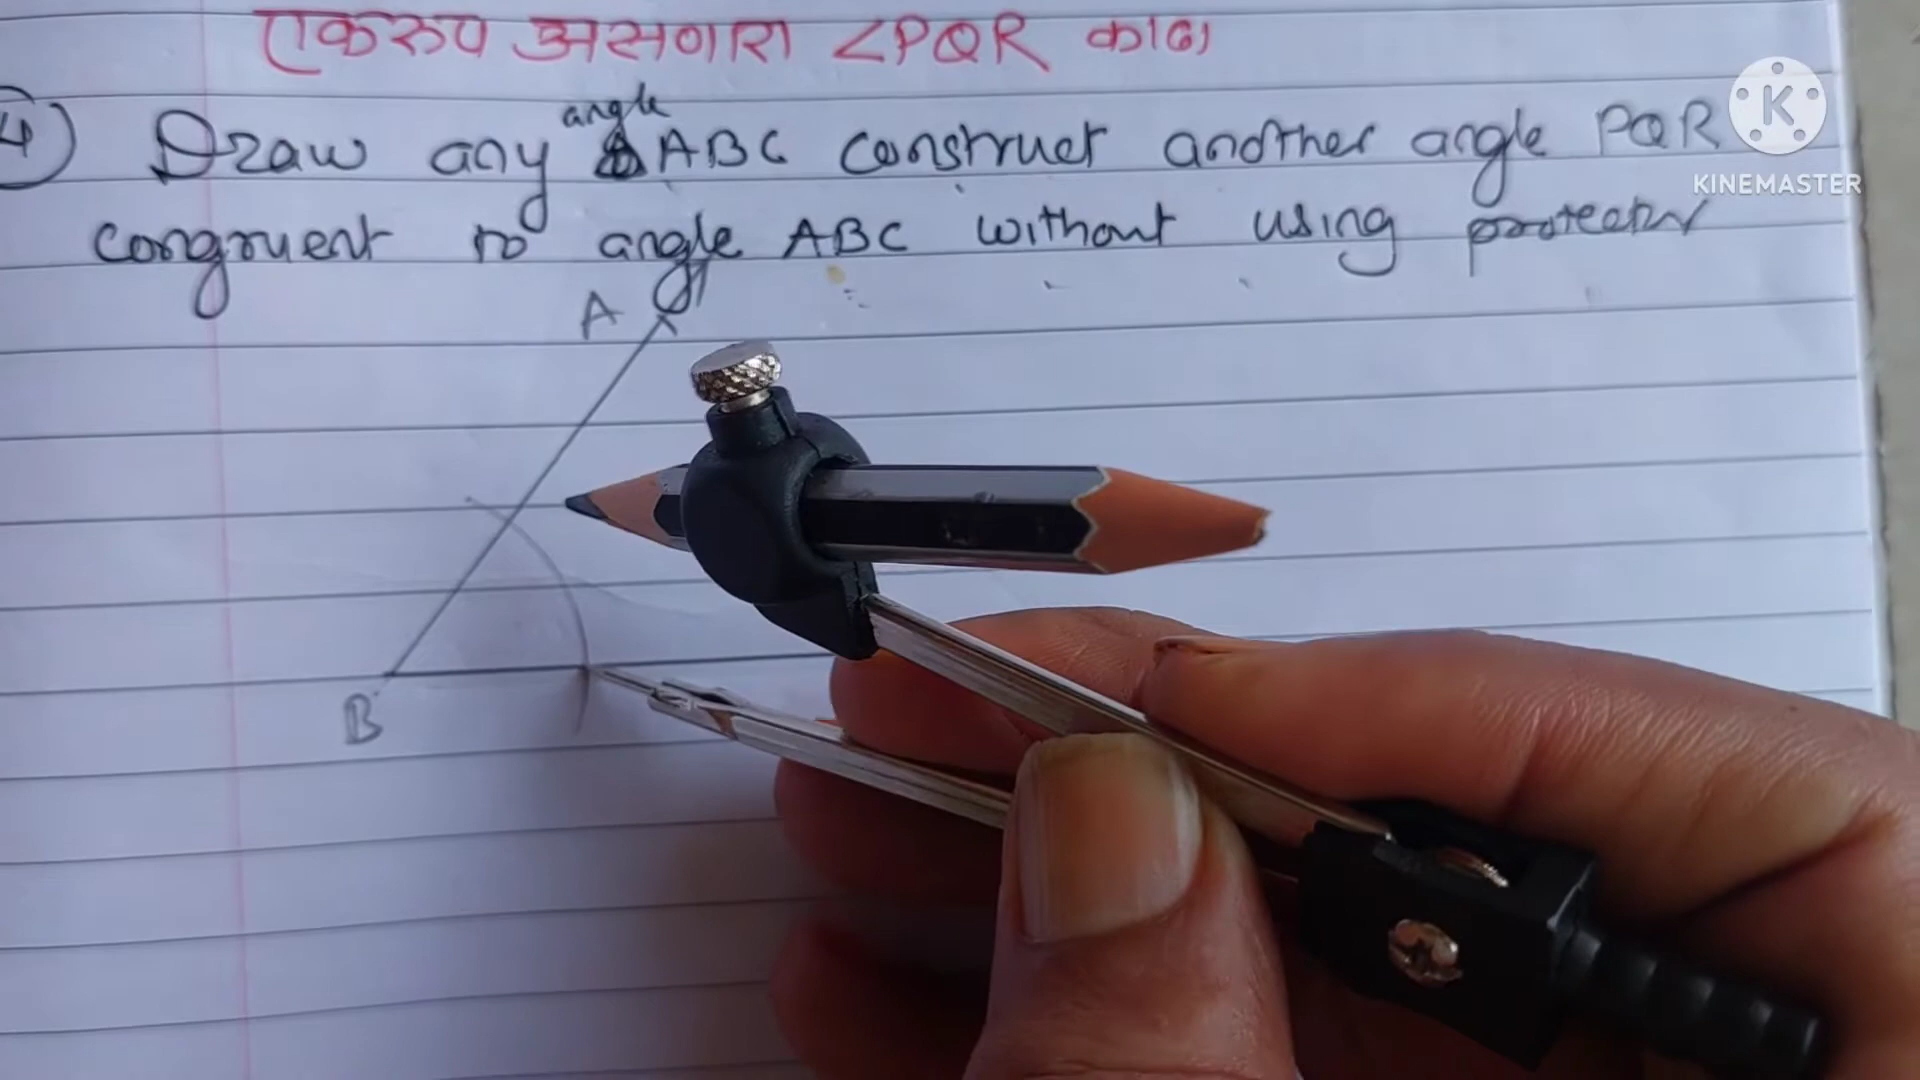 एकरुप असणारा ∠PQR काढा
4) Draw any angle ABC construct another angle PQR
congruent to angle ABC without using protector
A
B
K
KINEMASTER